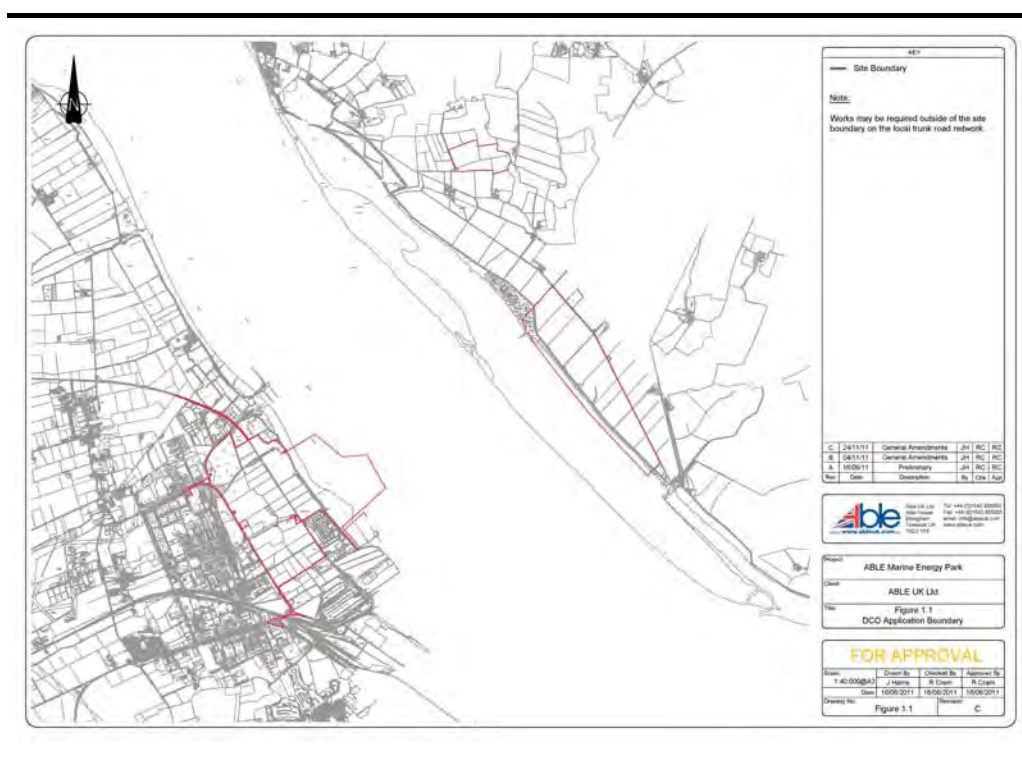 N
KEY
Site Boundary
Note:
Works may be required outside of the site
boundary on the local trunk road network.
C 24/11/11 General Amendments JH RC RC
B 04/11/11 General Amendments JH RC RC
A 16/06/11 Preliminary JH RC RC
Rev Date Description By Chk App
Able
www.ableuk.com
Able UK Ltd
Able House
Billingham
Project:
ABLE Marine Energy Park
Client:
ABLE UK Ltd
Title:
Figure 1.1
DCO Application Boundary
FOR APPROVAL
Scale: Drawn By Checked By Approved By
1:40,000@A3 J Hams R Cram R Cram
Date: 16/06/2011 16/06/2011 16/06/2011
Drawing No: Revision:
Figure 1.1 C